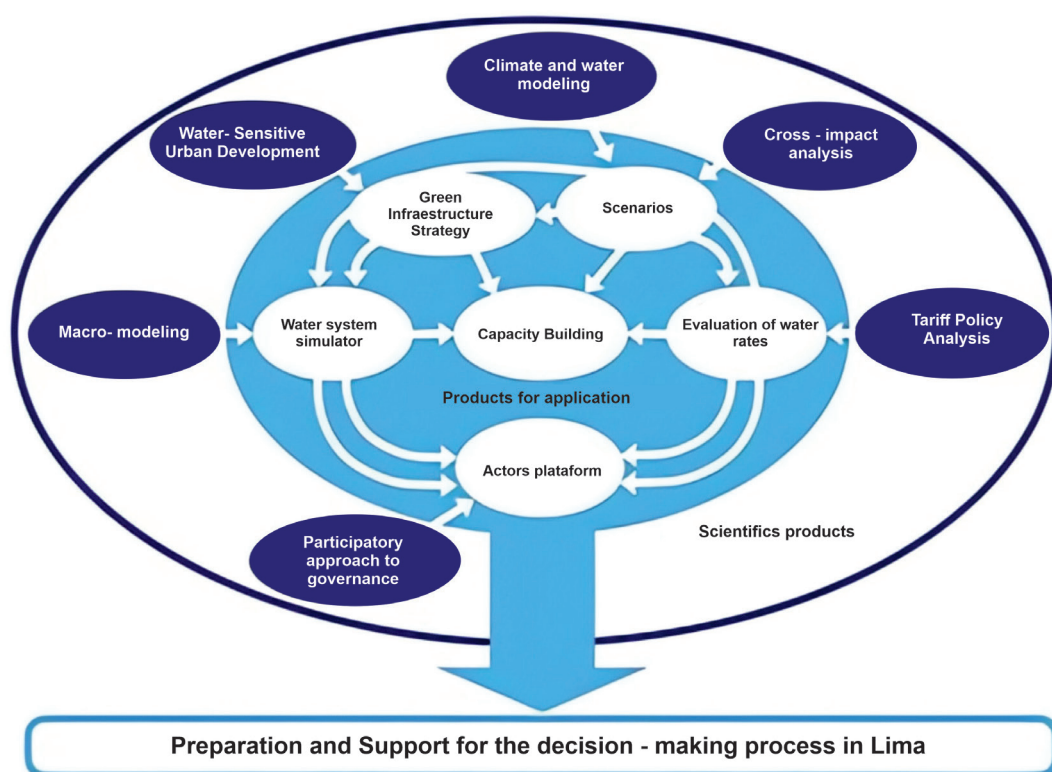 Climate and water
modeling
Water- Sensitive
Urban Development
Cross - impact
analysis
Green
Infraestructure
Strategy
Scenarios
Macro- modeling
Water system
simulator
Capacity Building
Evaluation of water
rates
Tariff Policy
Analysis
Products for application
Actors plataform
Scientifics products
Participatory
approach to
governance
Preparation and Support for the decision - making process in Lima